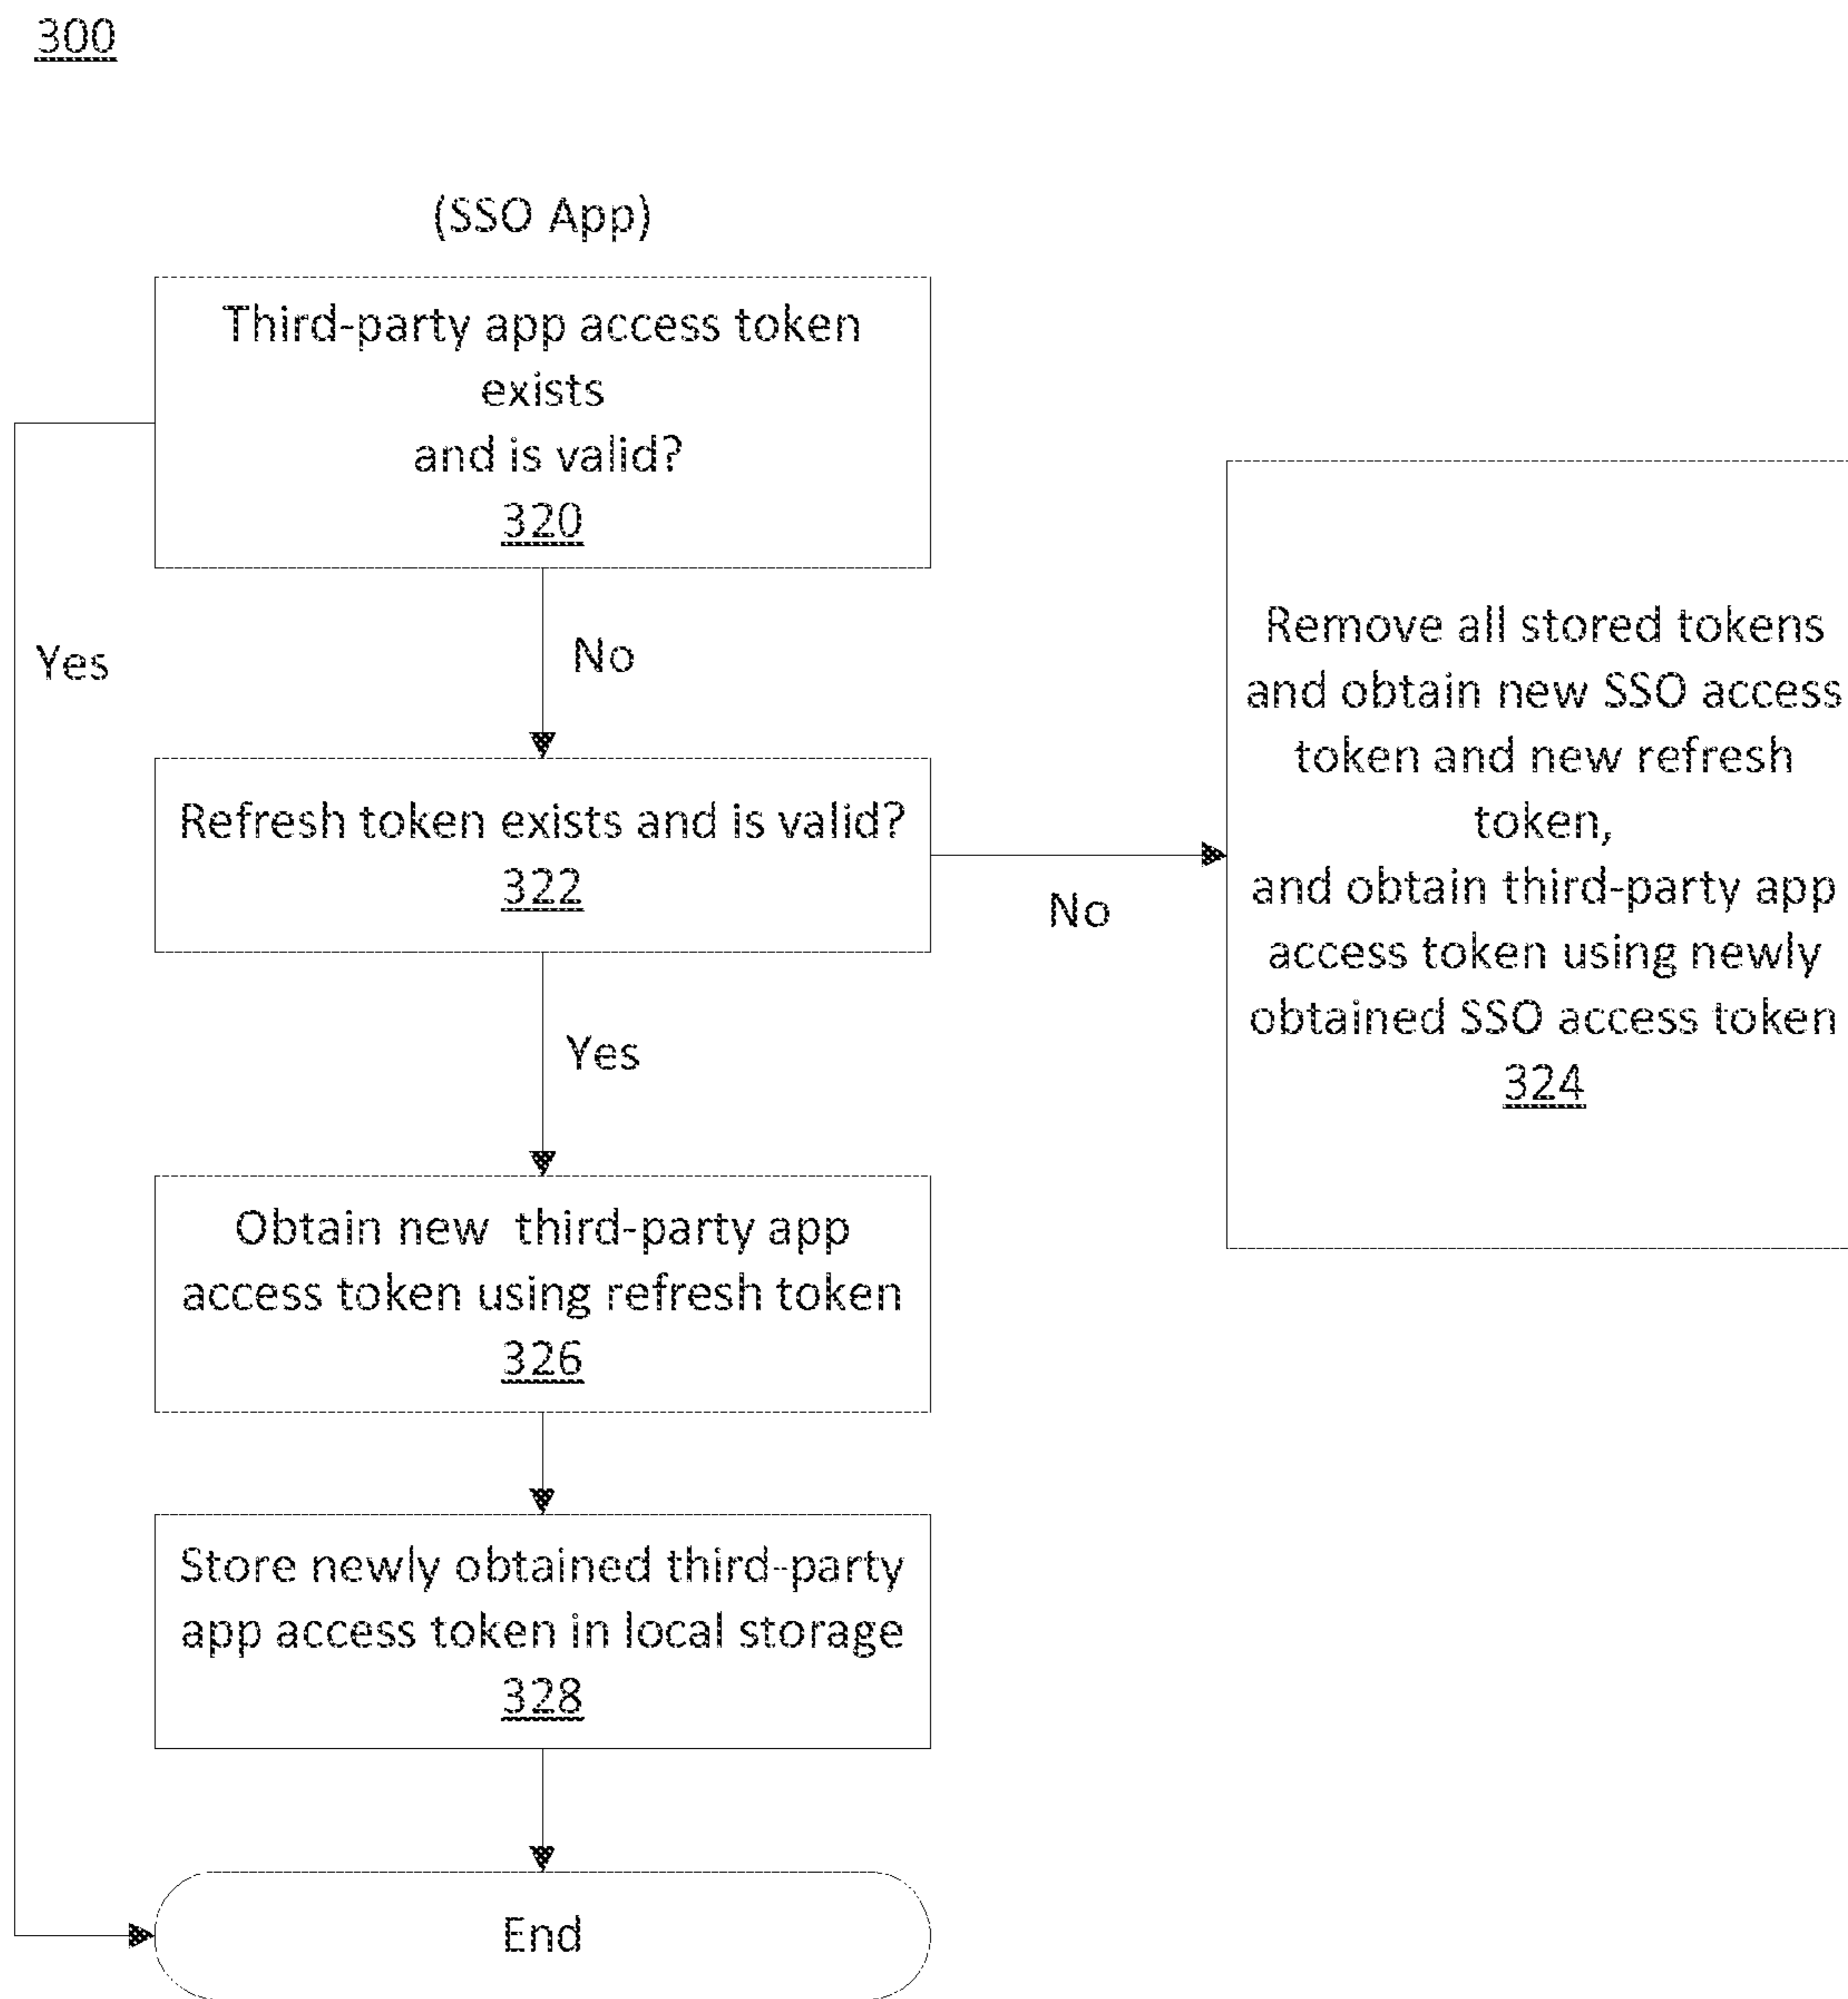 300
(SSO App)
Third-party app access token
exists
and is valid?
320
Yes
No
Refresh token exists and is valid?
322
No
Remove all stored tokens
and obtain new SSO access
token and new refresh
token,
and obtain third-party app
access token using newly
obtained SSO access token
324
Yes
Obtain new third-party app
access token using refresh token
326
Store newly obtained third-party
app access token in local storage
328
End